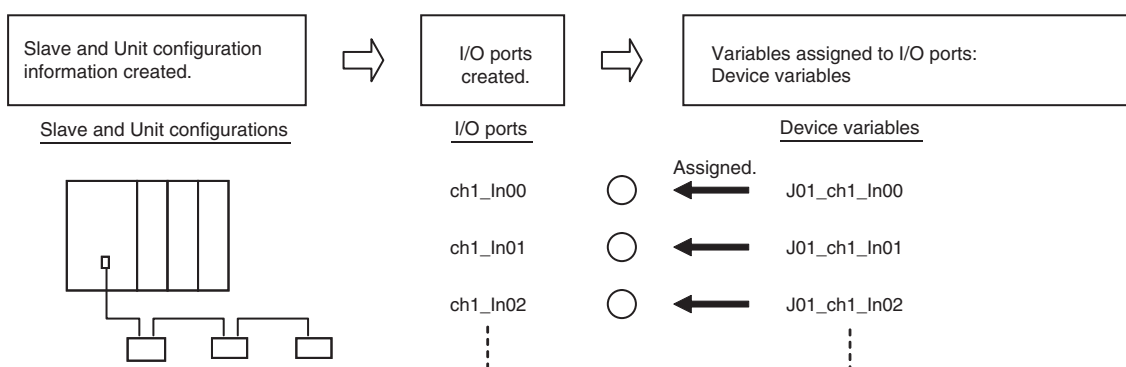 Slave and Unit configuration
information created.
I/O ports
created.
Variables assigned to I/O ports:
Device variables
Slave and Unit configurations
I/O ports
Device variables
Assigned.
ch1_In00
J01_ch1_In00
ch1_In01
J01_ch1_In01
ch1_In02
J01_ch1_In02